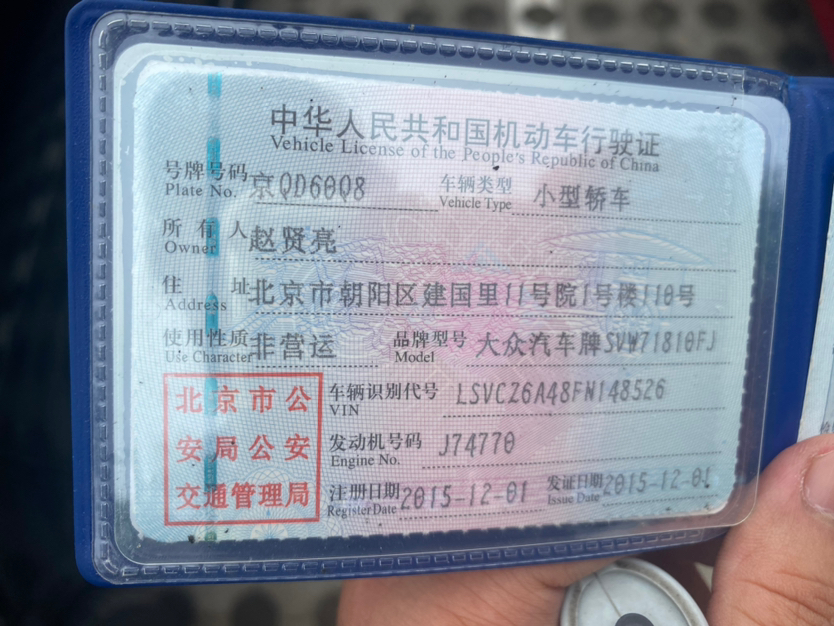 中华人民共和国机动车行驶证
Vehicle License of the People's Republic of China
号牌号码 京QD60Q8 车辆类型 小型轿车
Plate No. Vehicle Type
所有人 赵贤亮
Owner
住址 北京市朝阳区建国里11号院1号楼110号
Address
使用性质 非营运 品牌型号 大众汽车牌SVW71810FJ
Use Character Model
北京市公安局公安交通管理局
车辆识别代号 LSVCZ6A48FN148526
VIN
发动机号码 J74770
Engine No.
注册日期 2015-12-01 发证日期 2015-12-01
Register Date Issue Date